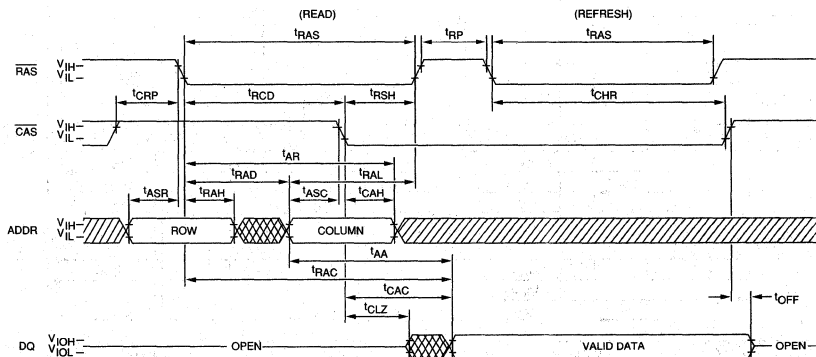 (READ) (REFRESH)
tRAS tRP tRAS
RAS VIH VIL
tCRP tRCD tRSH tCHR
CAS VIH VIL
tAR
tRAD tRAL
tASR tRAH tASC tCAH
ADDR VIH VIL ROW COLUMN
tAA
tRAC
tCAC tOFF
tCLZ
DQ VIOH VIOL OPEN VALID DATA OPEN